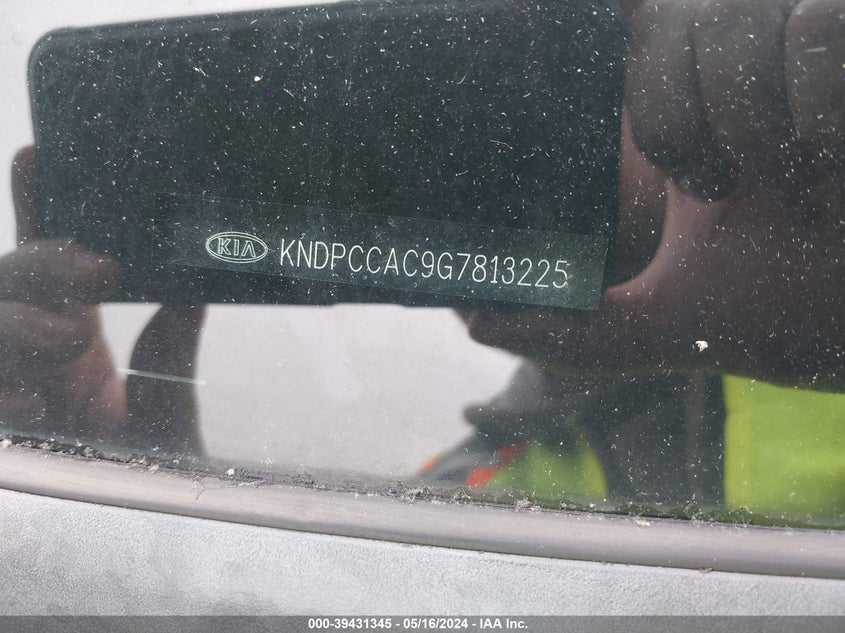 KIA KNDPCCAC9G7813225
000-39431345 - 05/16/2024 - IAA Inc.